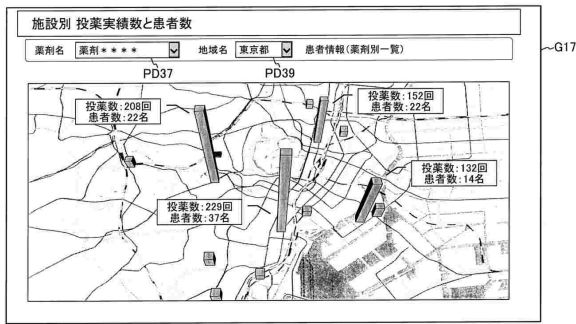 施設別 投薬実績数と患者数
薬剤名 薬剤＊＊＊＊ 地域名 東京都 患者情報(薬剤別一覧)
G17
PD37 PD39
投薬数:208回
患者数:22名
投薬数:152回
患者数:22名
投薬数:132回
患者数:14名
投薬数:229回
患者数:37名